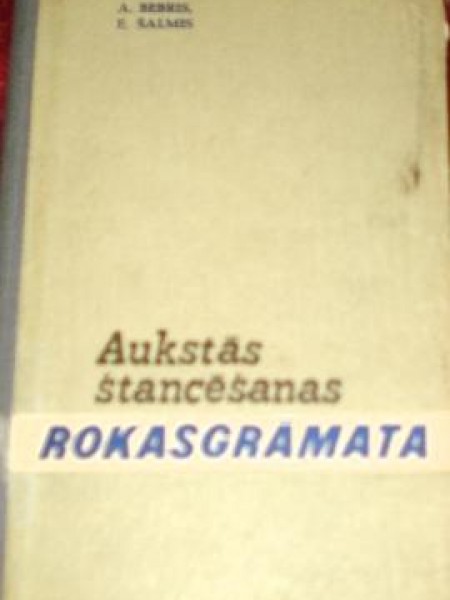 A. BEBRIS,
E. ŠALMIS
Aukstās
štancēšanas
ROKASGRĀMATA